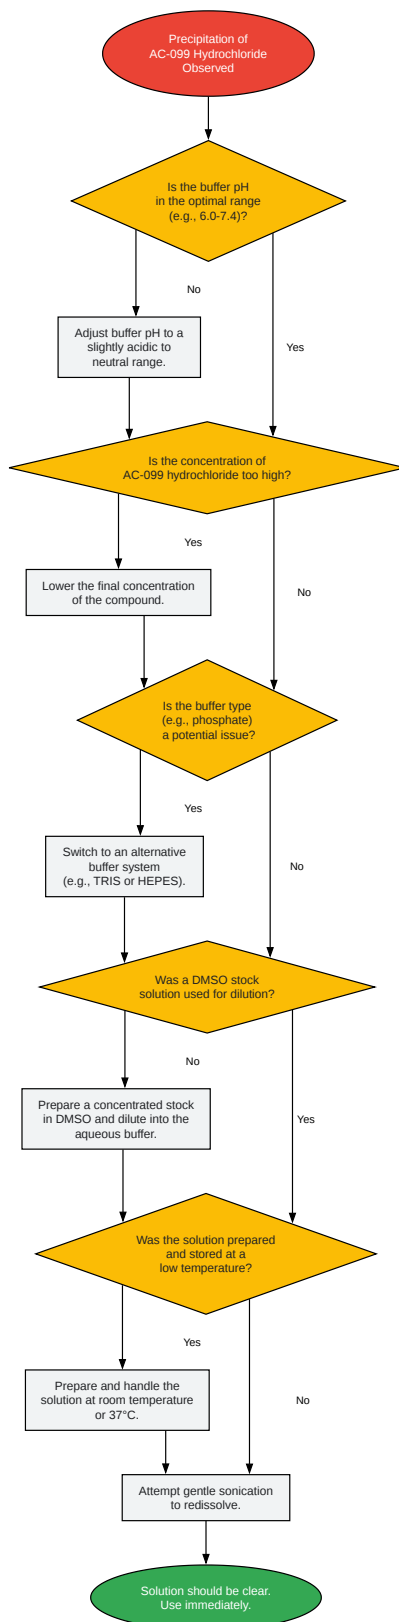 Precipitation of
AC-099 Hydrochloride
Observed
Is the buffer pH
in the optimal range
(e.g., 6.0-7.4)?
No
Adjust buffer pH to a
slightly acidic to
neutral range.
Yes
Is the concentration of
AC-099 hydrochloride too high?
Yes
Lower the final concentration
of the compound.
No
Is the buffer type
(e.g., phosphate)
a potential issue?
Yes
Switch to an alternative
buffer system
(e.g., TRIS or HEPES).
No
Was a DMSO stock
solution used for dilution?
No
Prepare a concentrated stock
in DMSO and dilute into the
aqueous buffer.
Yes
Was the solution prepared
and stored at a
low temperature?
Yes
Prepare and handle the
solution at room temperature
or 37°C.
No
Attempt gentle sonication
to redissolve.
Solution should be clear.
Use immediately.